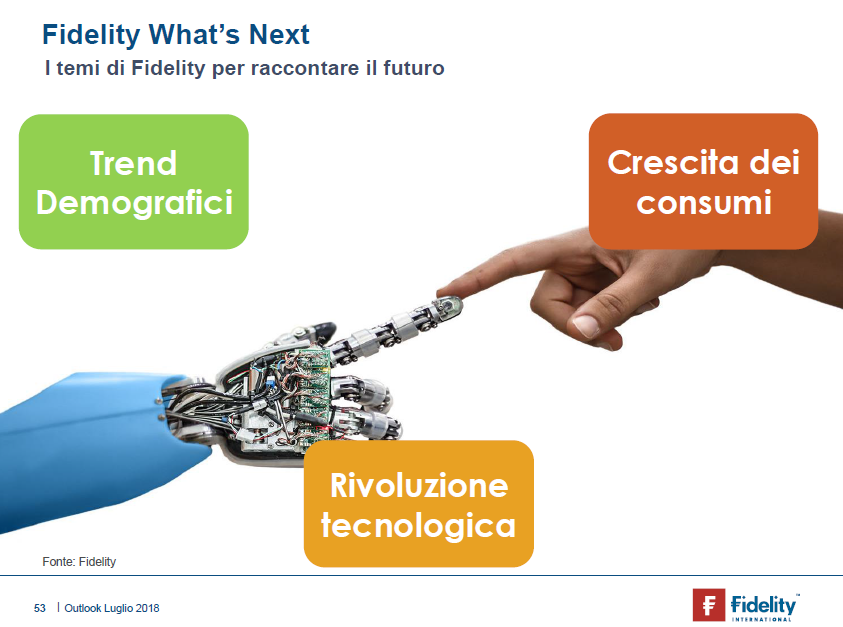 Fidelity What’s Next
I temi di Fidelity per raccontare il futuro
Trend
Demografici
Crescita dei
consumi
Rivoluzione
tecnologica
Fonte: Fidelity
53 | Outlook Luglio 2018
Fidelity™
INTERNATIONAL